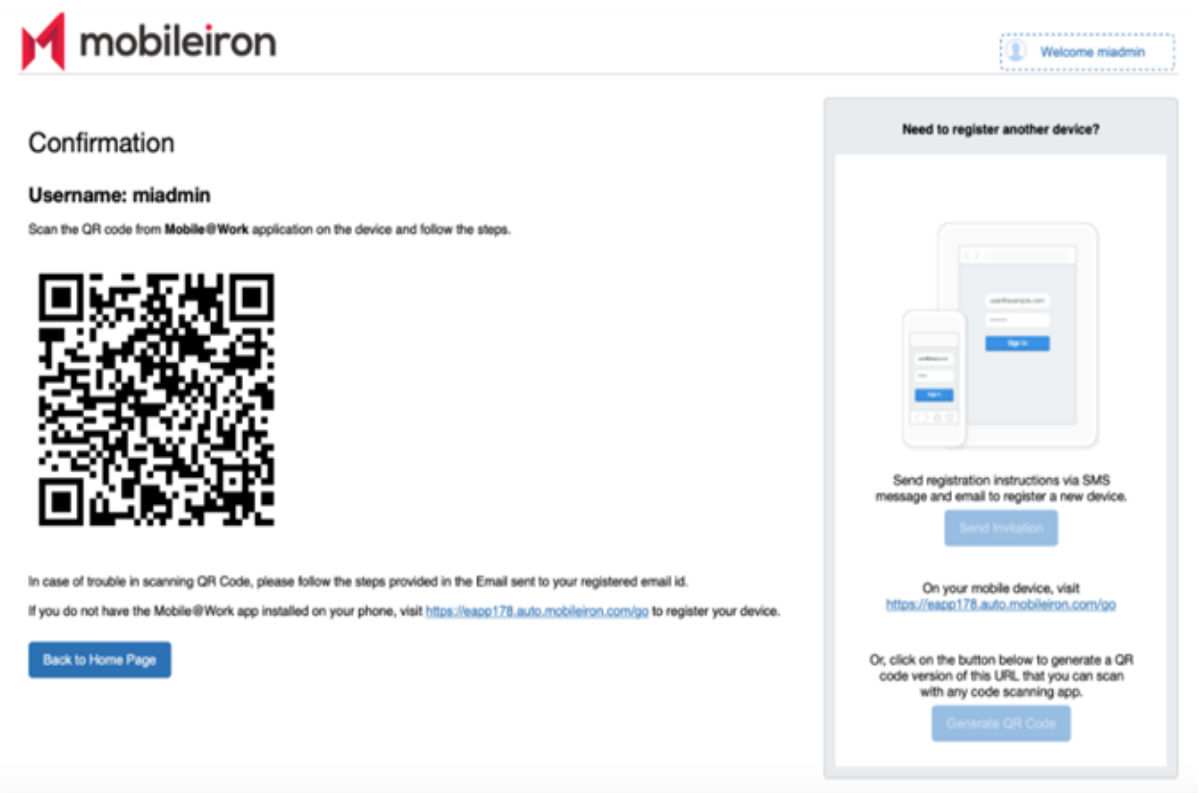 mobileiron
Welcome miadmin
Confirmation
Username: miadmin
Scan the QR code from Mobile@Work application on the device and follow the steps.
In case of trouble in scanning QR Code, please follow the steps provided in the Email sent to your registered email id.
If you do not have the Mobile@Work app installed on your phone, visit https://eapp178.auto.mobileiron.com/go to register your device.
Back to Home Page
Need to register another device?
Sign In
Send registration instructions via SMS
message and email to register a new device.
Send Invitation
On your mobile device, visit
https://eapp178.auto.mobileiron.com/go
Or, click on the button below to generate a QR
code version of this URL that you can scan
with any code scanning app.
Generate QR Code